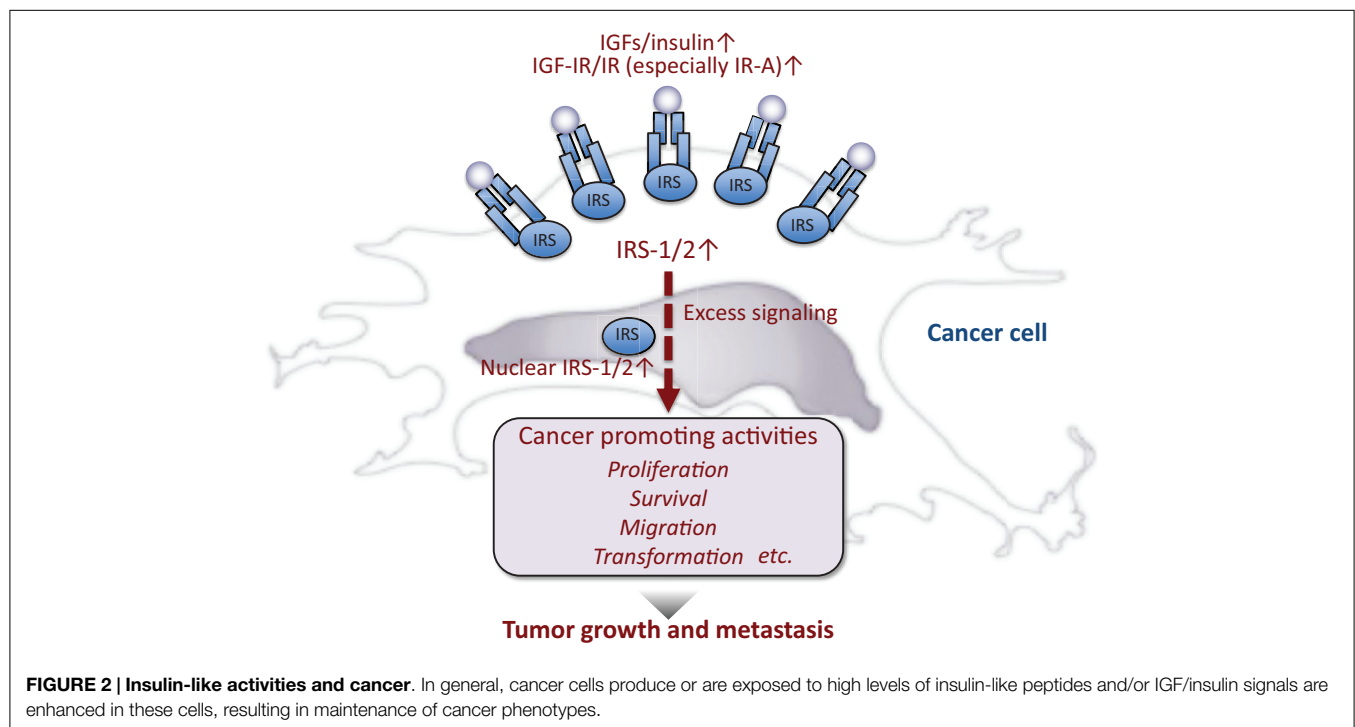 IGFs/insulin↑
IGF-IR/IR (especially IR-A)↑
IRS
IRS
IRS
IRS
IRS
IRS-1/2↑
Excess signaling
IRS
Cancer cell
Nuclear IRS-1/2↑
Cancer promoting activities
Proliferation
Survival
Migration
Transformation etc.
Tumor growth and metastasis
FIGURE 2 | Insulin-like activities and cancer. In general, cancer cells produce or are exposed to high levels of insulin-like peptides and/or IGF/insulin signals are
enhanced in these cells, resulting in maintenance of cancer phenotypes.